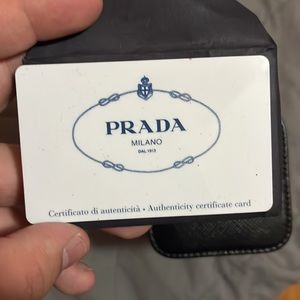 PRADA
MILANO
DAL 1913
Certificato di autenticità • Authenticity certificate card